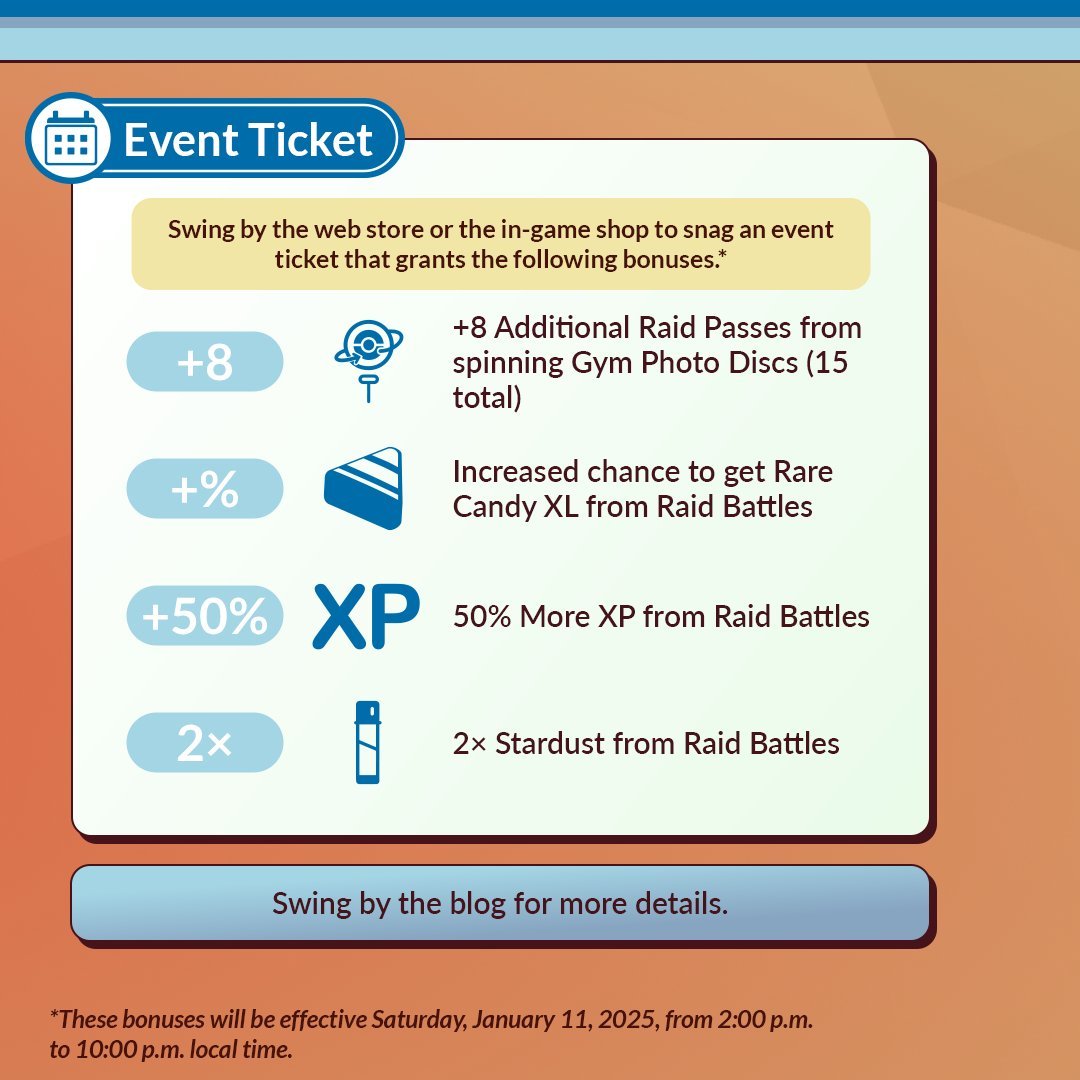 Event Ticket
Swing by the web store or the in-game shop to snag an event
ticket that grants the following bonuses.*
+8
+8 Additional Raid Passes from
spinning Gym Photo Discs (15
total)
+%
Increased chance to get Rare
Candy XL from Raid Battles
+50%
XP
50% More XP from Raid Battles
2×
2× Stardust from Raid Battles
Swing by the blog for more details.
*These bonuses will be effective Saturday, January 11, 2025, from 2:00 p.m.
to 10:00 p.m. local time.